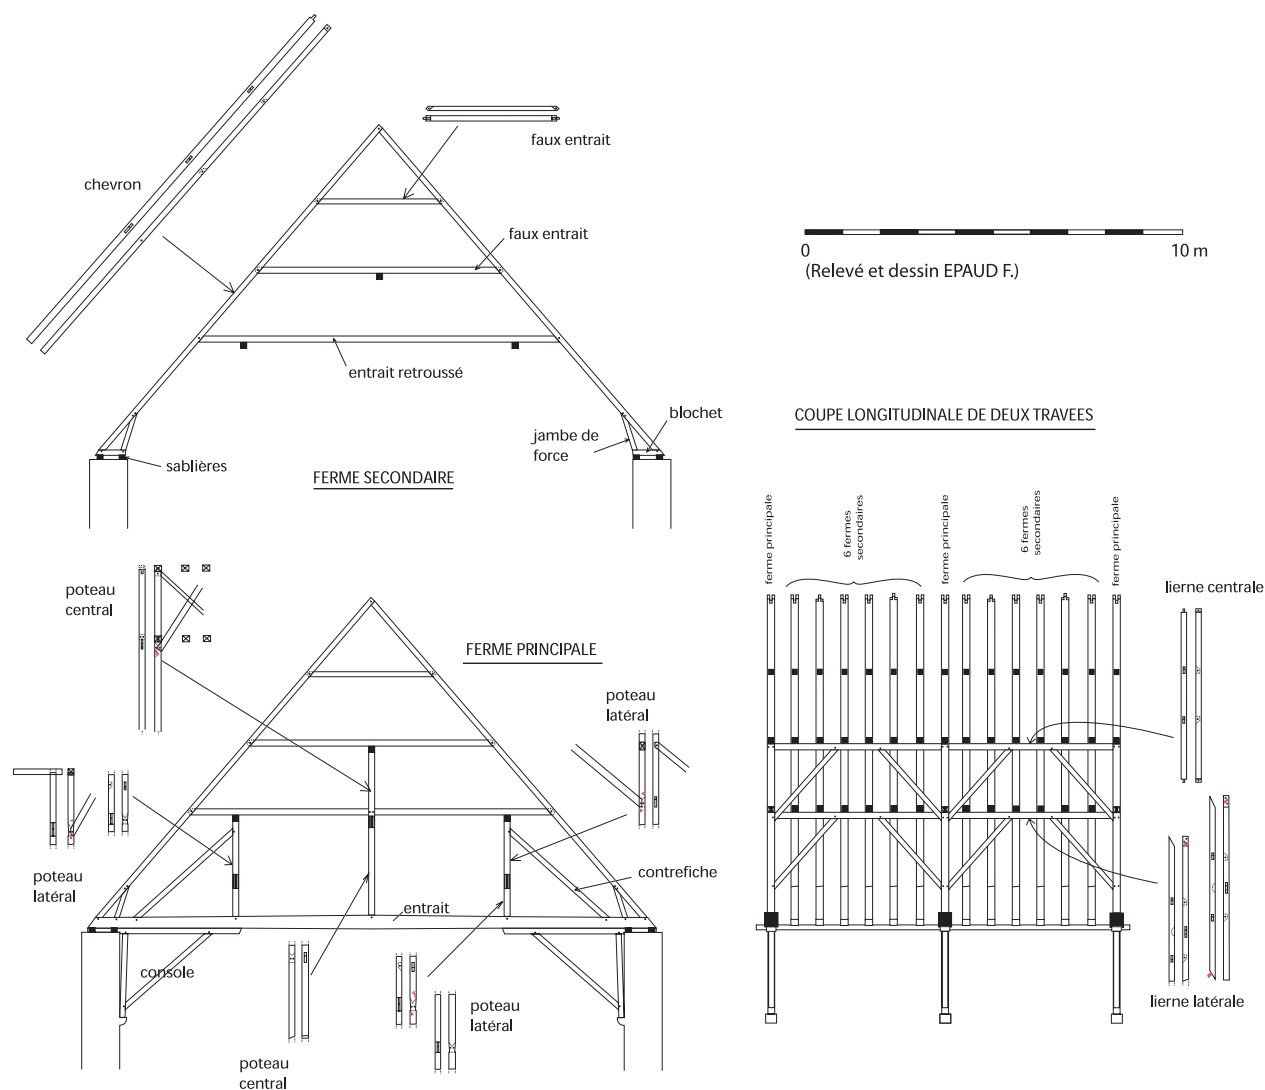 faux entrait
chevron
faux entrait
0
10 m
(Relevé et dessin EPAUD F.)
entrait retroussé
blochet
jambe de
force
sablières
FERME SECONDAIRE
COUPE LONGITUDINALE DE DEUX TRAVEES
ferme principale
6 fermes
secondaires
ferme principale
6 fermes
secondaires
ferme principale
lierne centrale
poteau
central
FERME PRINCIPALE
poteau
latéral
poteau
latéral
contrefiche
entrait
console
poteau
latéral
poteau
central
lierne latérale